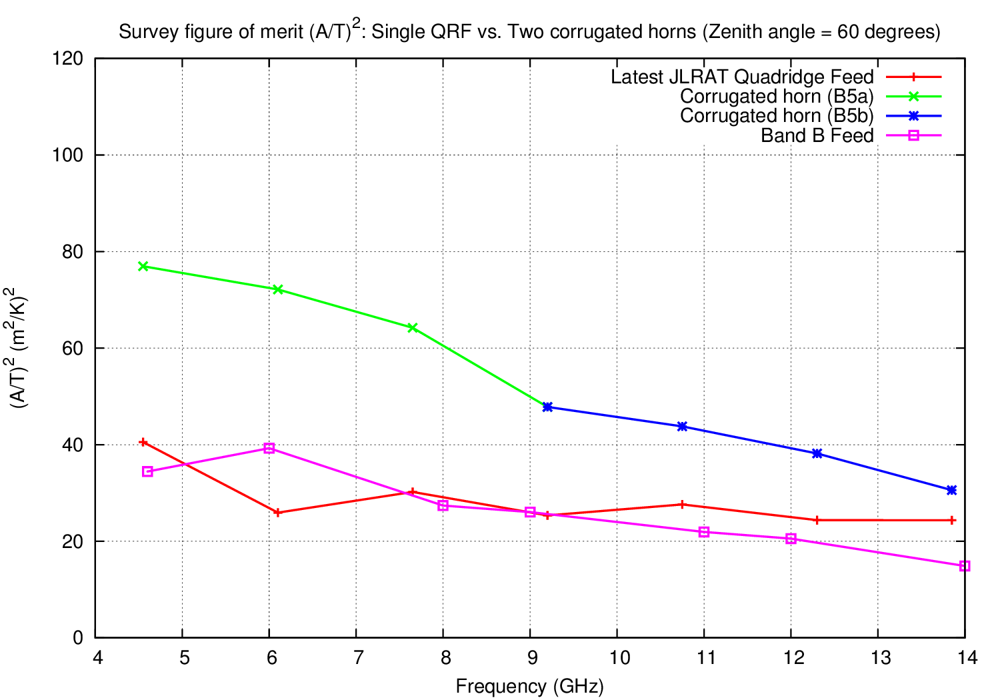 Survey figure of merit (A/T)²: Single QRF vs. Two corrugated horns (Zenith angle = 60 degrees)
120
100
80
60
40
20
0
(A/T)² (m²/K)²
Latest JLRAT Quadridge Feed
Corrugated horn (B5a)
Corrugated horn (B5b)
Band B Feed
4 5 6 7 8 9 10 11 12 13 14
Frequency (GHz)